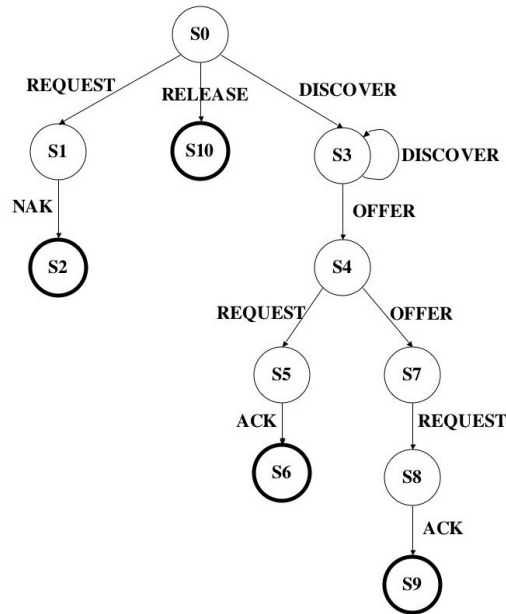 S0
REQUEST
RELEASE
DISCOVER
S1
S10
S3
DISCOVER
NAK
OFFER
S2
S4
REQUEST
OFFER
S5
S7
ACK
REQUEST
S6
S8
ACK
S9